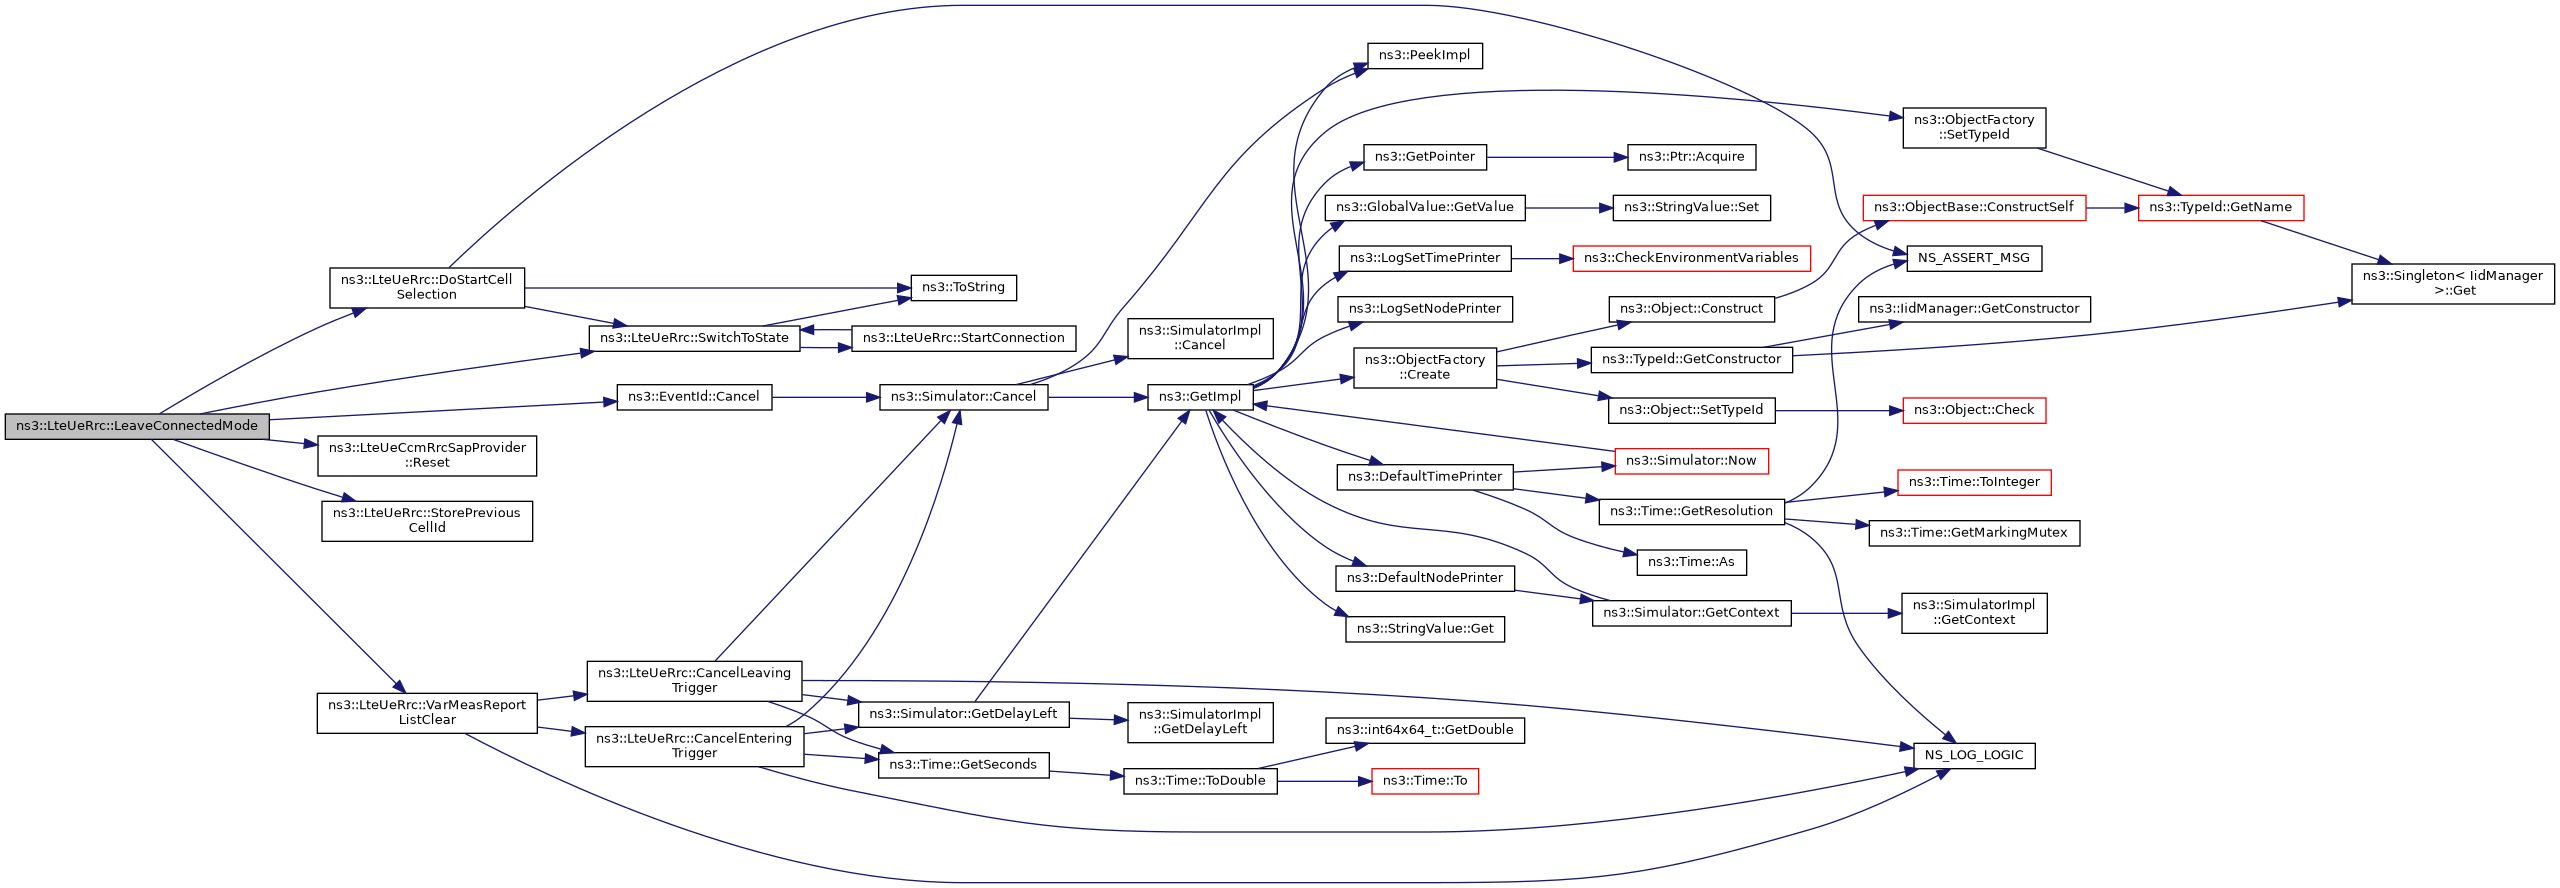 ns3::LteUeRrc::LeaveConnectedMode
ns3::LteUeRrc::DoStartCell
Selection
ns3::LteUeRrc::SwitchToState
ns3::EventId::Cancel
ns3::LteUeCcmRrcSapProvider
::Reset
ns3::LteUeRrc::StorePrevious
CellId
ns3::LteUeRrc::VarMeasReport
ListClear
ns3::LteUeRrc::CancelLeaving
Trigger
ns3::LteUeRrc::CancelEntering
Trigger
ns3::ToString
ns3::LteUeRrc::StartConnection
ns3::Simulator::Cancel
ns3::Simulator::GetDelayLeft
ns3::Time::GetSeconds
ns3::SimulatorImpl
::Cancel
ns3::GetImpl
ns3::SimulatorImpl
::GetDelayLeft
ns3::Time::ToDouble
ns3::PeekImpl
ns3::GetPointer
ns3::GlobalValue::GetValue
ns3::LogSetTimePrinter
ns3::LogSetNodePrinter
ns3::ObjectFactory
::Create
ns3::DefaultTimePrinter
ns3::DefaultNodePrinter
ns3::StringValue::Get
ns3::int64x64_t::GetDouble
ns3::Time::To
ns3::Ptr::Acquire
ns3::StringValue::Set
ns3::CheckEnvironmentVariables
ns3::Object::Construct
ns3::TypeId::GetConstructor
ns3::Object::SetTypeId
ns3::Simulator::Now
ns3::Time::GetResolution
ns3::Time::As
ns3::Simulator::GetContext
ns3::ObjectFactory
::SetTypeId
ns3::ObjectBase::ConstructSelf
NS_ASSERT_MSG
ns3::IidManager::GetConstructor
ns3::Object::Check
ns3::Time::ToInteger
ns3::Time::GetMarkingMutex
ns3::SimulatorImpl
::GetContext
NS_LOG_LOGIC
ns3::TypeId::GetName
ns3::Singleton< IidManager
>::Get